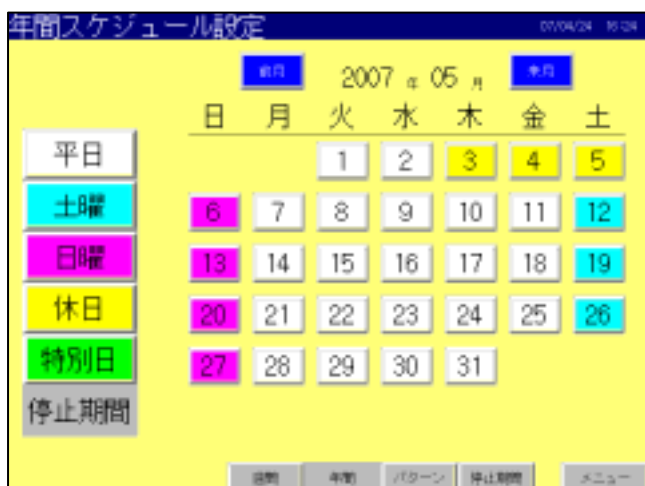 年間スケジュール設定 07/04/24 16:24
前月 2007 年 05 月 来月
日 月 火 水 木 金 土
平日 1 2 3 4 5
土曜 6 7 8 9 10 11 12
日曜 13 14 15 16 17 18 19
休日 20 21 22 23 24 25 26
特別日 27 28 29 30 31
停止期間
週間 年間 パターン 停止期間 メニュー